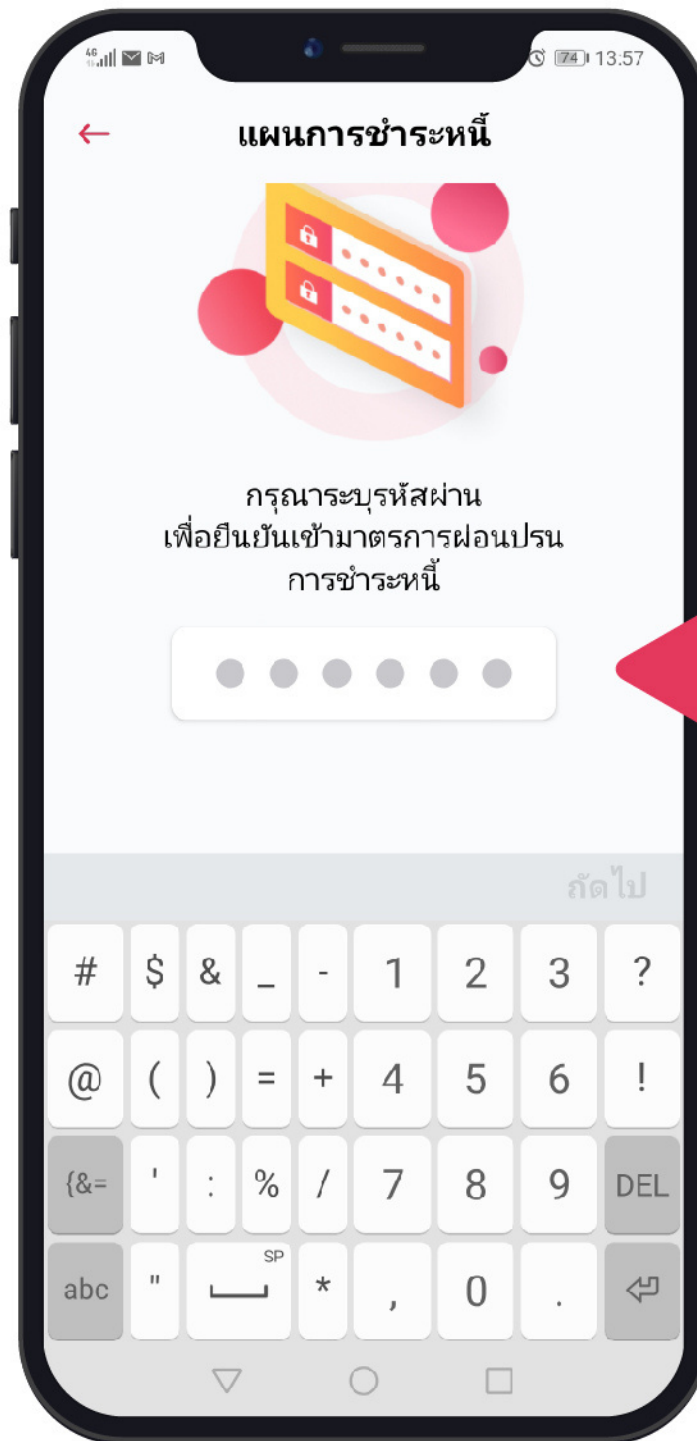 4G 74 13:57
แผนการชำระหนี้
กรุณาระบุรหัสผ่าน
เพื่อยืนยันเข้ามาตรการผ่อนปรน
การชำระหนี้
ถัดไป
# $ & _ - 1 2 3 ?
@ ( ) = + 4 5 6 !
{&= ' : % / 7 8 9 DEL
abc " SP * , 0 .